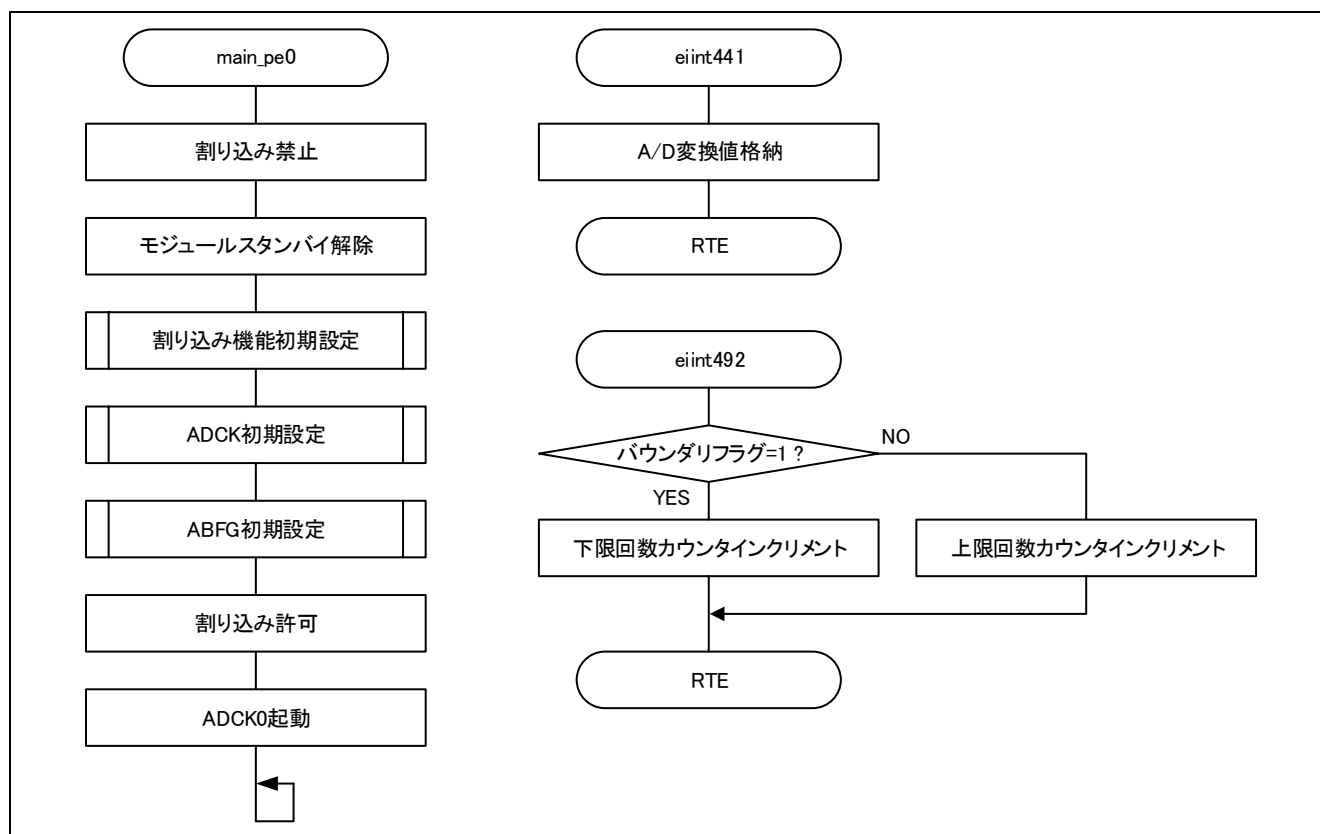 main_pe0
割り込み禁止
モジュールスタンバイ解除
割り込み機能初期設定
ADCK初期設定
ABFG初期設定
割り込み許可
ADCK0起動
eiint441
A/D変換値格納
RTE
eiint492
バウンダリフラグ=1 ?
NO
YES
下限回数カウンタインクリメント
上限回数カウンタインクリメント
RTE